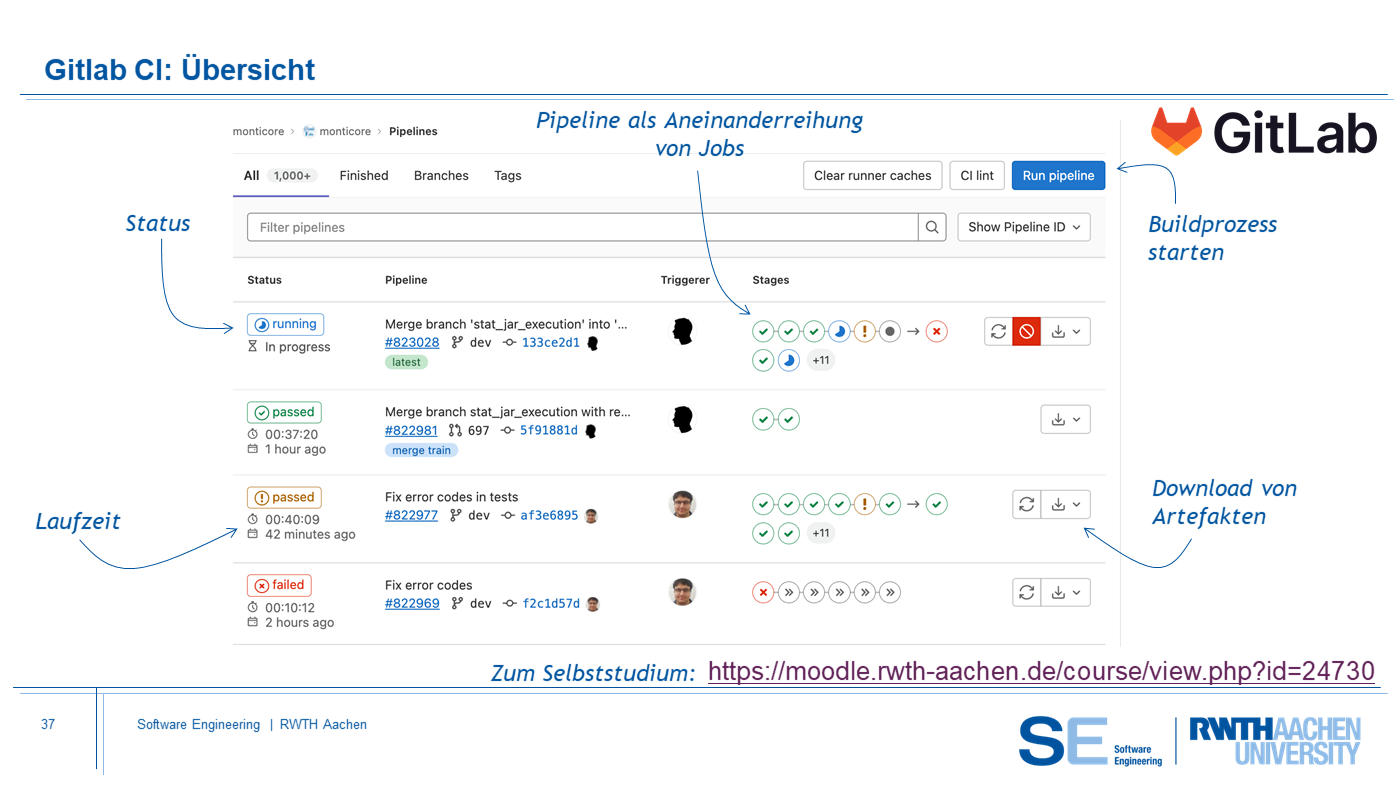 Gitlab CI: Übersicht
Pipeline als Aneinanderreihung
von Jobs
GitLab
monticore › monticore › Pipelines
All 1,000+ Finished Branches Tags
Clear runner caches CI lint Run pipeline
Status
Buildprozess
starten
Filter pipelines
Show Pipeline ID
Status Pipeline Triggerer Stages
running
In progress
Merge branch 'stat_jar_execution' into '...
#823028 dev 133ce2d1
latest
+11
passed
00:37:20
1 hour ago
Merge branch stat_jar_execution with re...
#822981 697 5f91881d
merge train
Laufzeit
passed
00:40:09
42 minutes ago
Fix error codes in tests
#822977 dev af3e6895
+11
Download von
Artefakten
failed
00:10:12
2 hours ago
Fix error codes
#822969 dev f2c1d57d
Zum Selbststudium: https://moodle.rwth-aachen.de/course/view.php?id=24730
37 Software Engineering | RWTH Aachen
SE Software
Engineering
RWTHAACHEN
UNIVERSITY